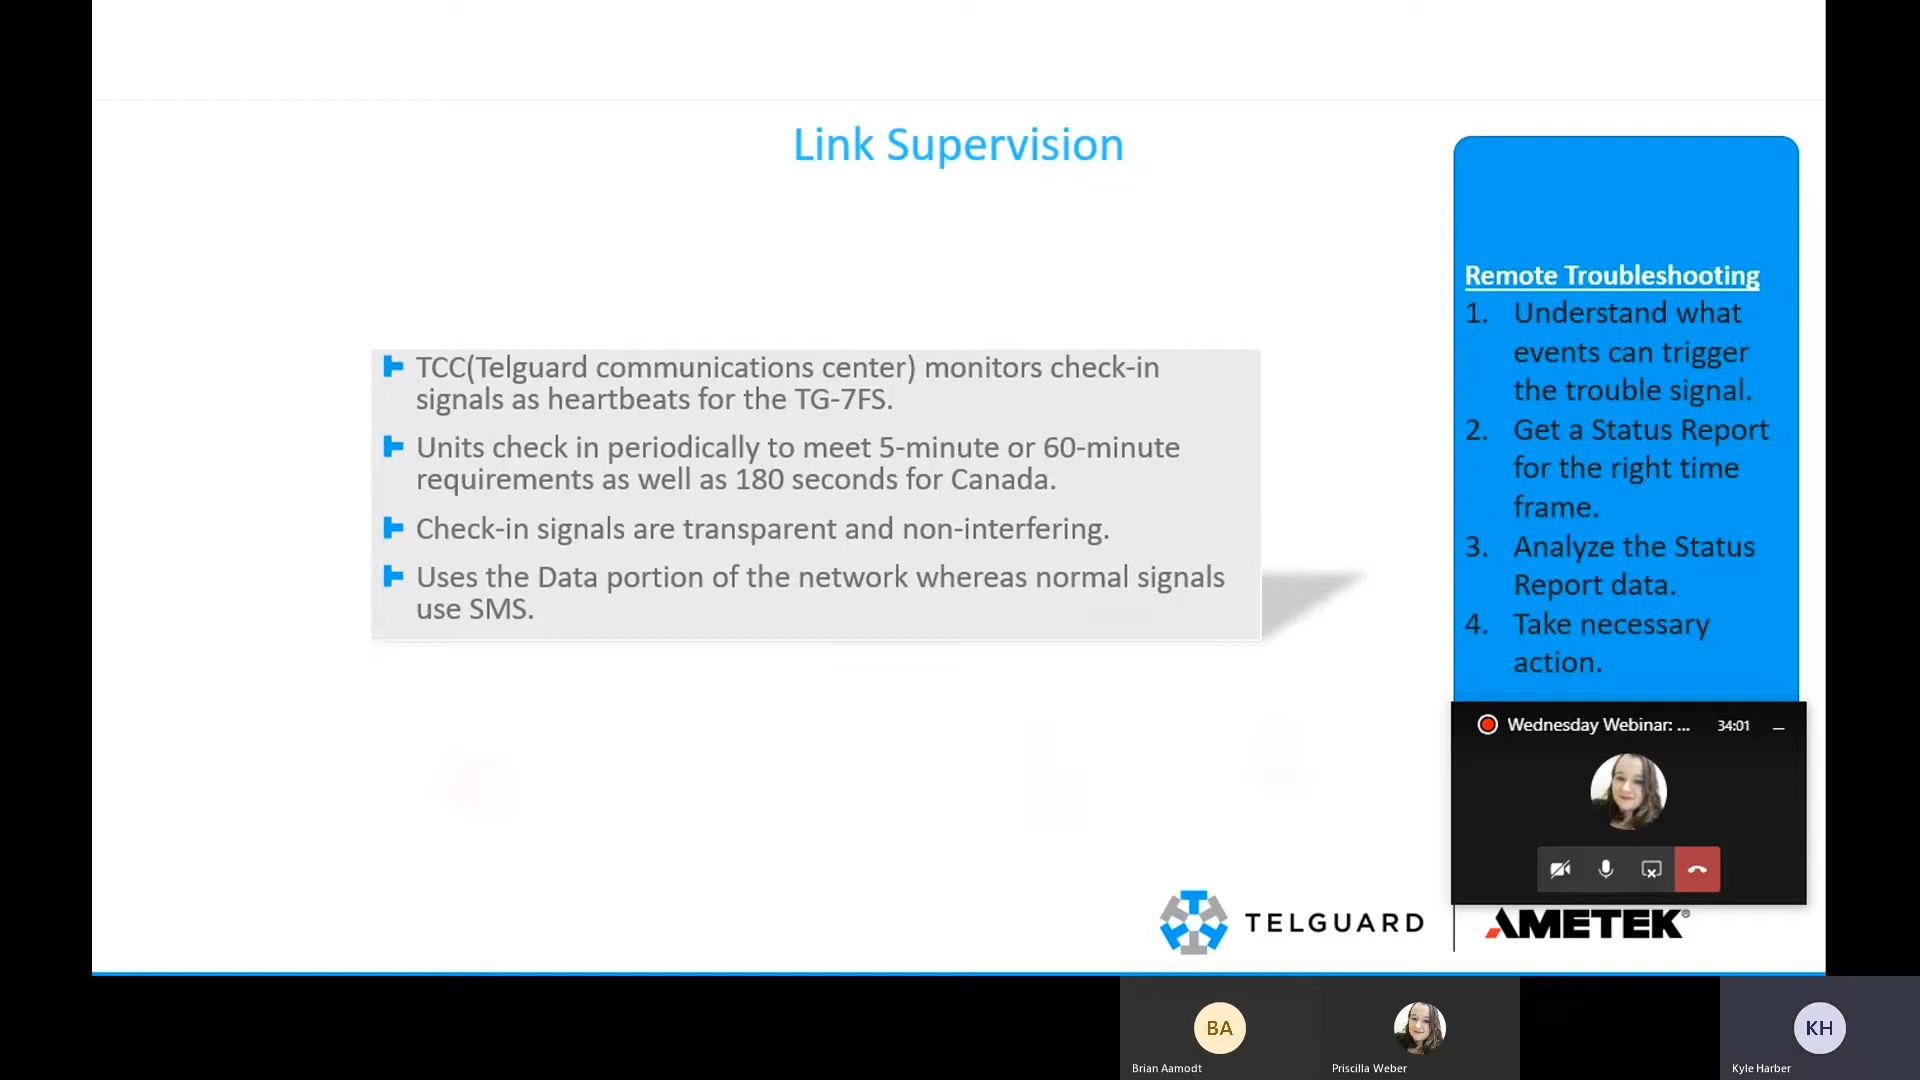 Link Supervision
TCC(Telguard communications center) monitors check-in
signals as heartbeats for the TG-7FS.
Units check in periodically to meet 5-minute or 60-minute
requirements as well as 180 seconds for Canada.
Check-in signals are transparent and non-interfering.
Uses the Data portion of the network whereas normal signals
use SMS.
Remote Troubleshooting
1. Understand what
events can trigger
the trouble signal.
2. Get a Status Report
for the right time
frame.
3. Analyze the Status
Report data.
4. Take necessary
action.
Wednesday Webinar: ... 34:01
TELGUARD
AMETEK®
BA
KH
Brian Aamodt
Priscilla Weber
Kyle Harber